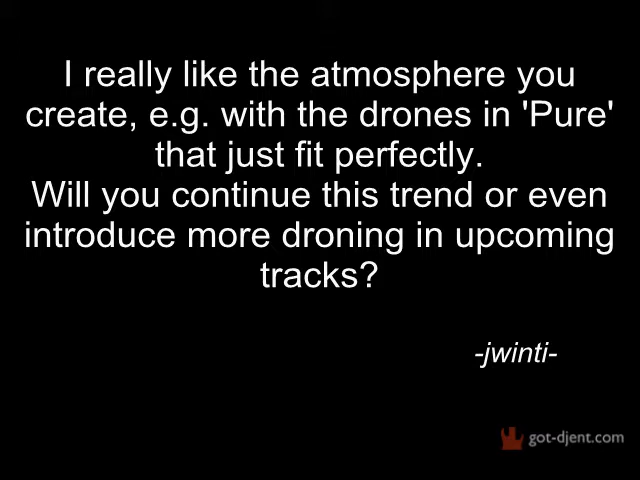 I really like the atmosphere you
create, e.g. with the drones in 'Pure'
that just fit perfectly.
Will you continue this trend or even
introduce more droning in upcoming
tracks?
-jwinti-
got-djent.com